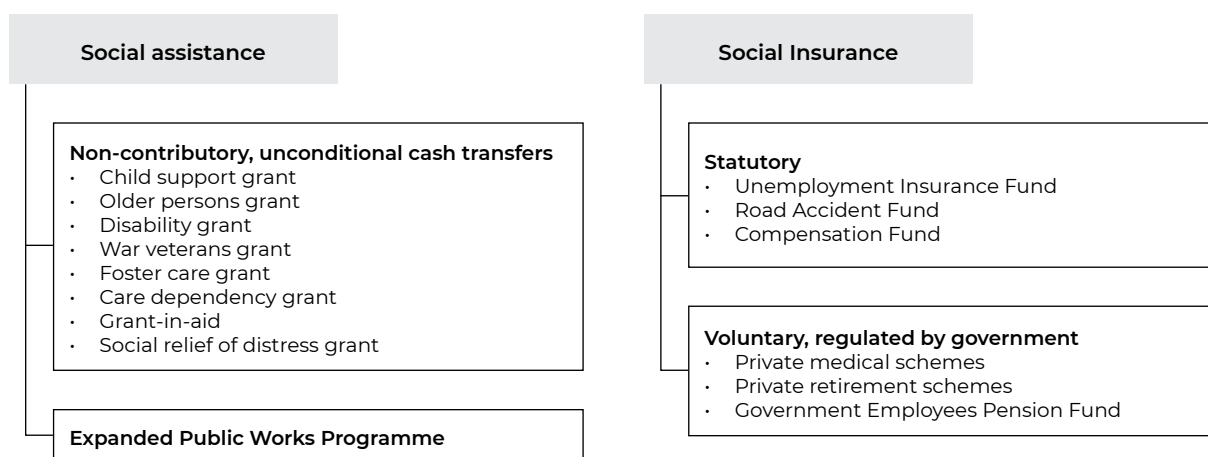 Social assistance
Non-contributory, unconditional cash transfers
• Child support grant
• Older persons grant
• Disability grant
• War veterans grant
• Foster care grant
• Care dependency grant
• Grant-in-aid
• Social relief of distress grant
Expanded Public Works Programme
Social Insurance
Statutory
• Unemployment Insurance Fund
• Road Accident Fund
• Compensation Fund
Voluntary, regulated by government
• Private medical schemes
• Private retirement schemes
• Government Employees Pension Fund